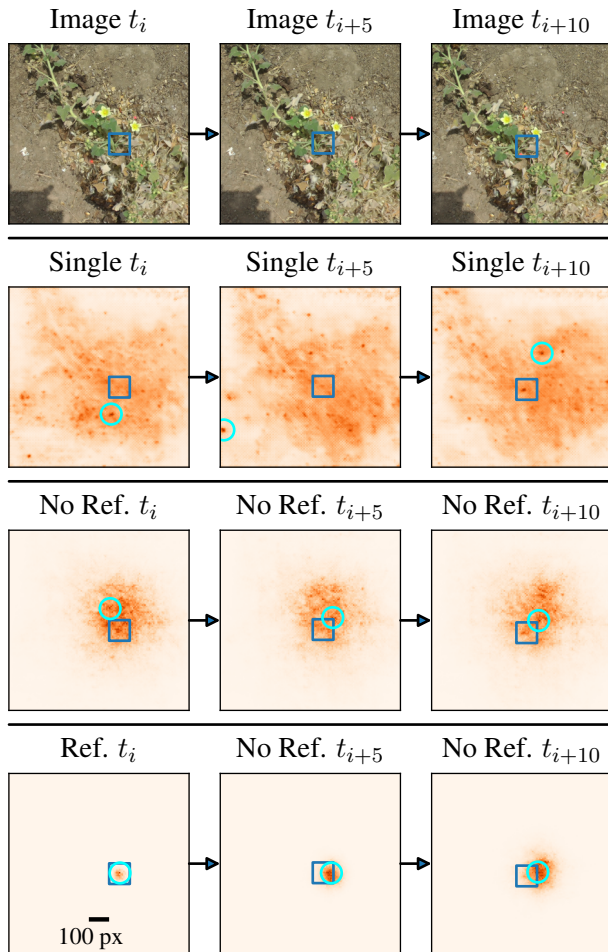 Image t_i Image t_{i+5} Image t_{i+10}
Single t_i Single t_{i+5} Single t_{i+10}
No Ref. t_i No Ref. t_{i+5} No Ref. t_{i+10}
Ref. t_i No Ref. t_{i+5} No Ref. t_{i+10}
100 px